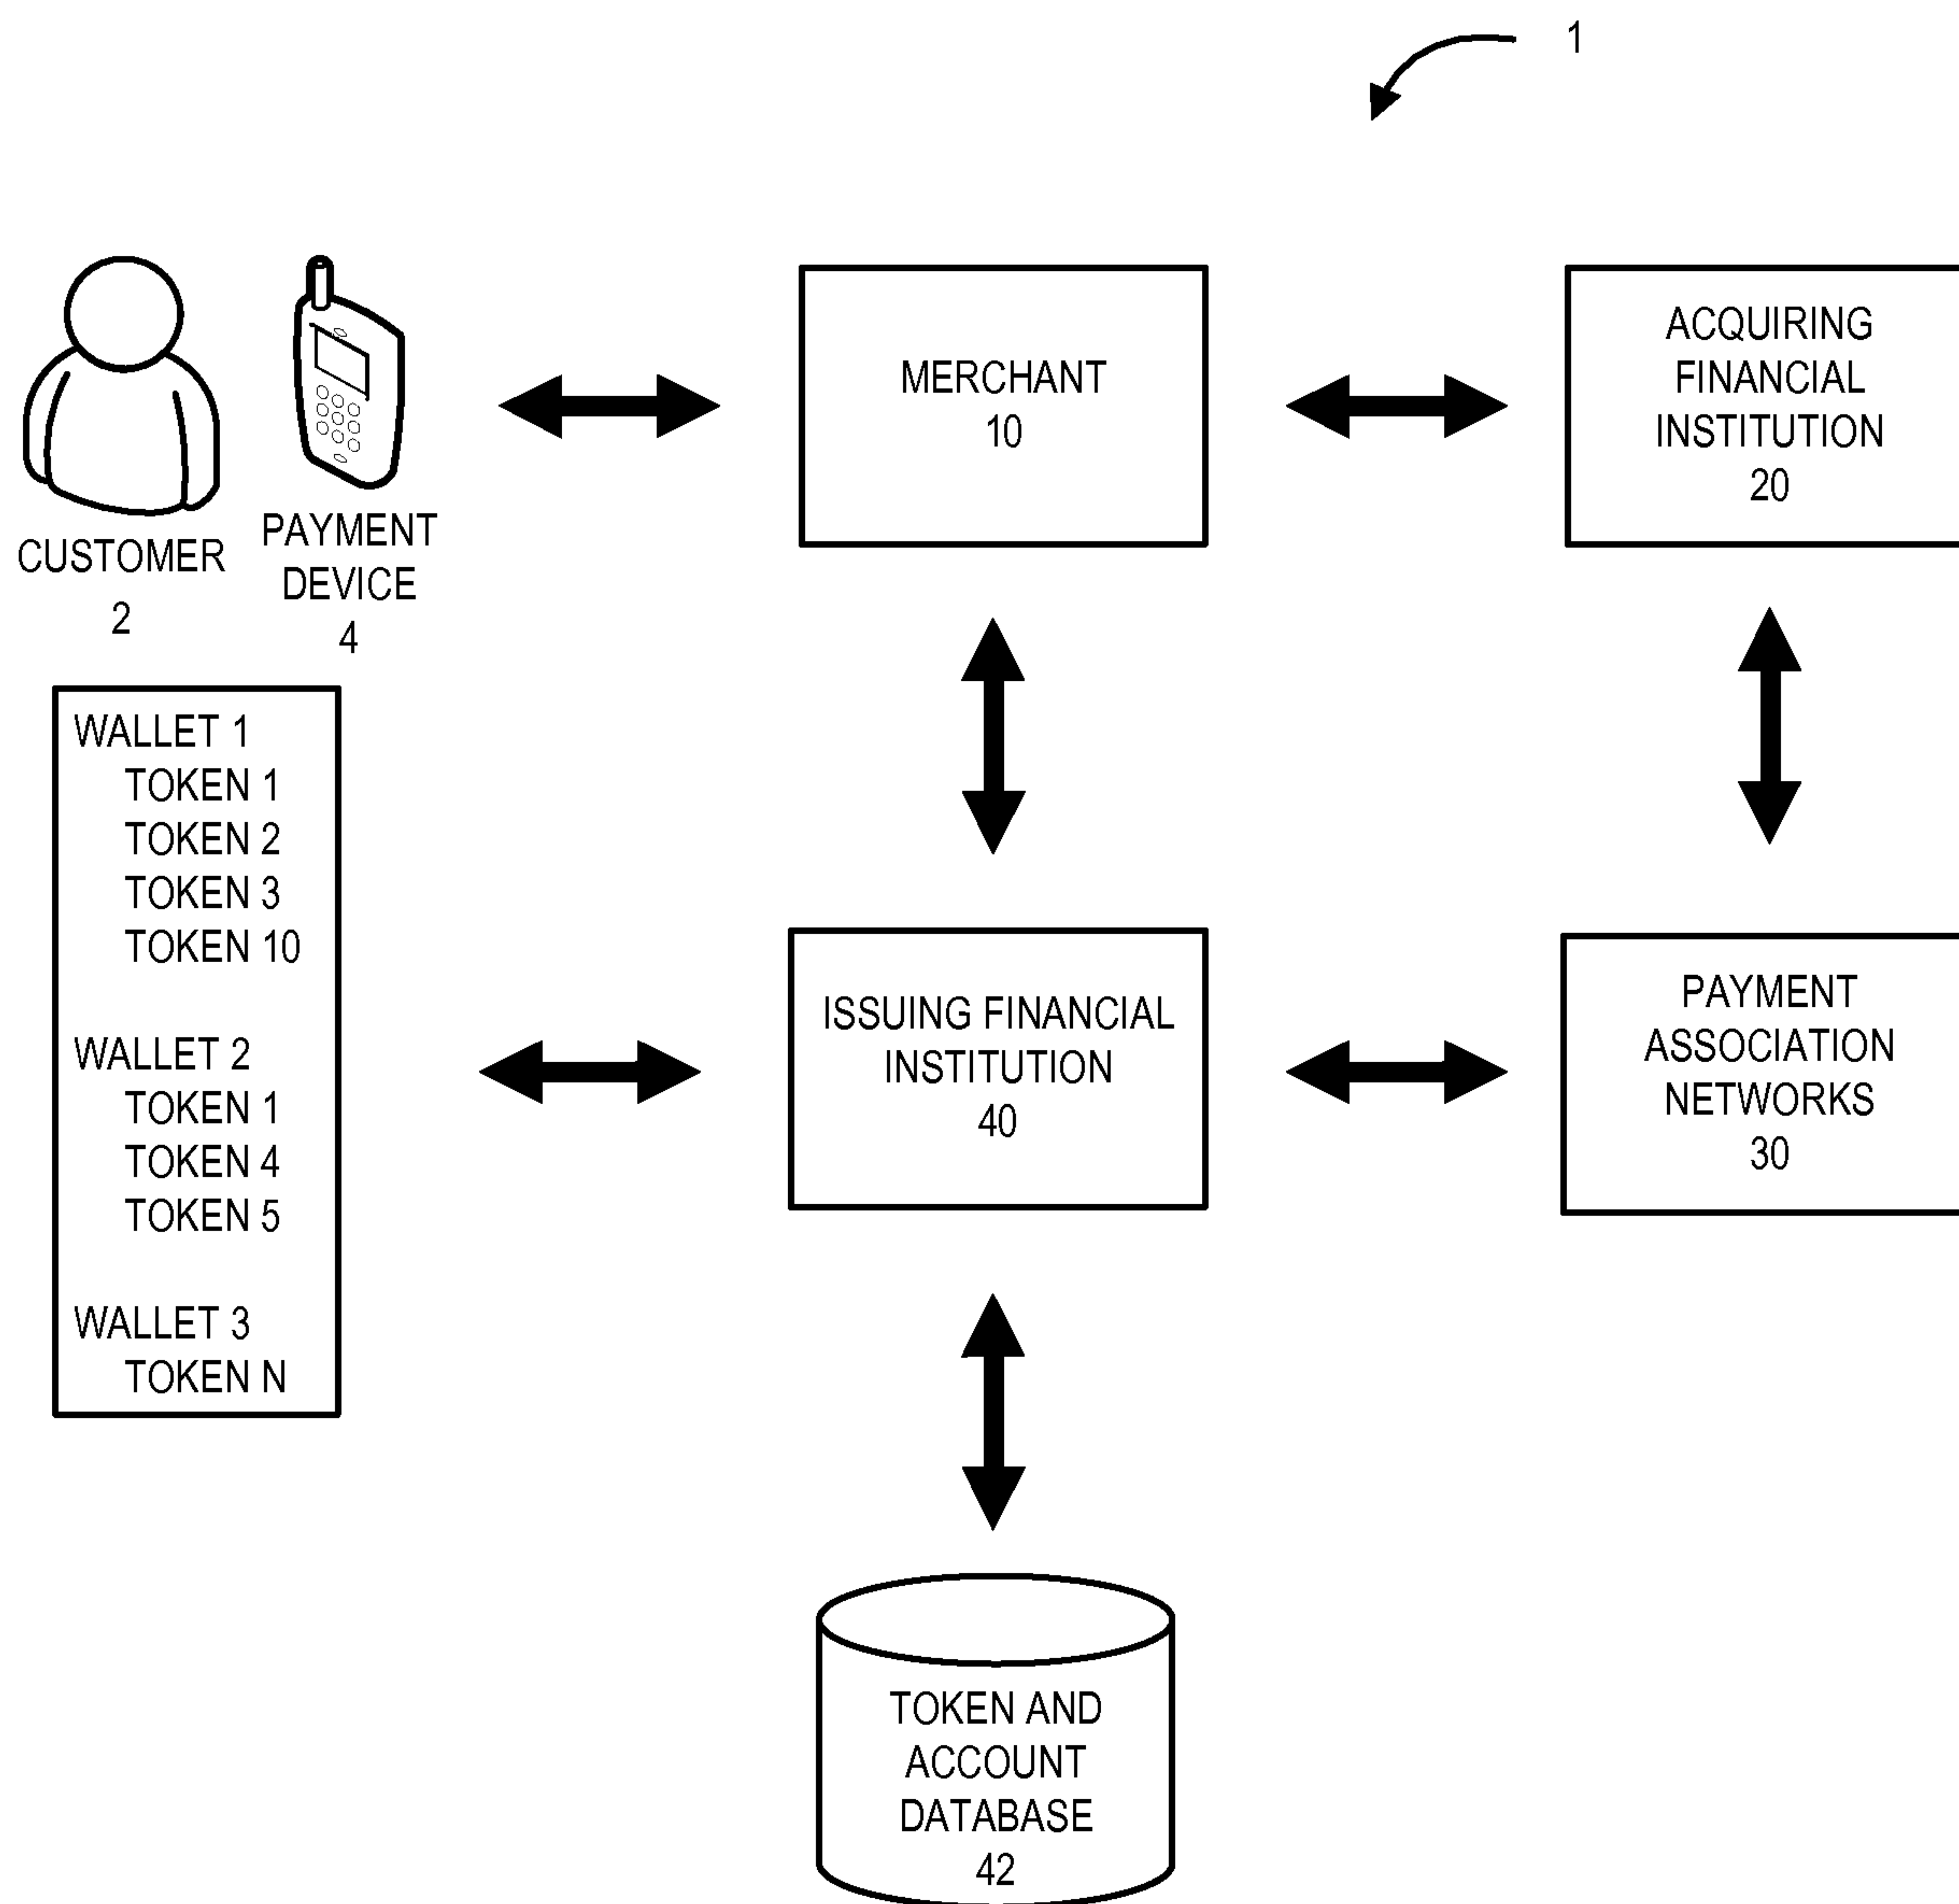 1
CUSTOMER
2
PAYMENT
DEVICE
4
MERCHANT
10
ACQUIRING
FINANCIAL
INSTITUTION
20
WALLET 1
TOKEN 1
TOKEN 2
TOKEN 3
TOKEN 10
WALLET 2
TOKEN 1
TOKEN 4
TOKEN 5
WALLET 3
TOKEN N
ISSUING FINANCIAL
INSTITUTION
40
PAYMENT
ASSOCIATION
NETWORKS
30
TOKEN AND
ACCOUNT
DATABASE
42